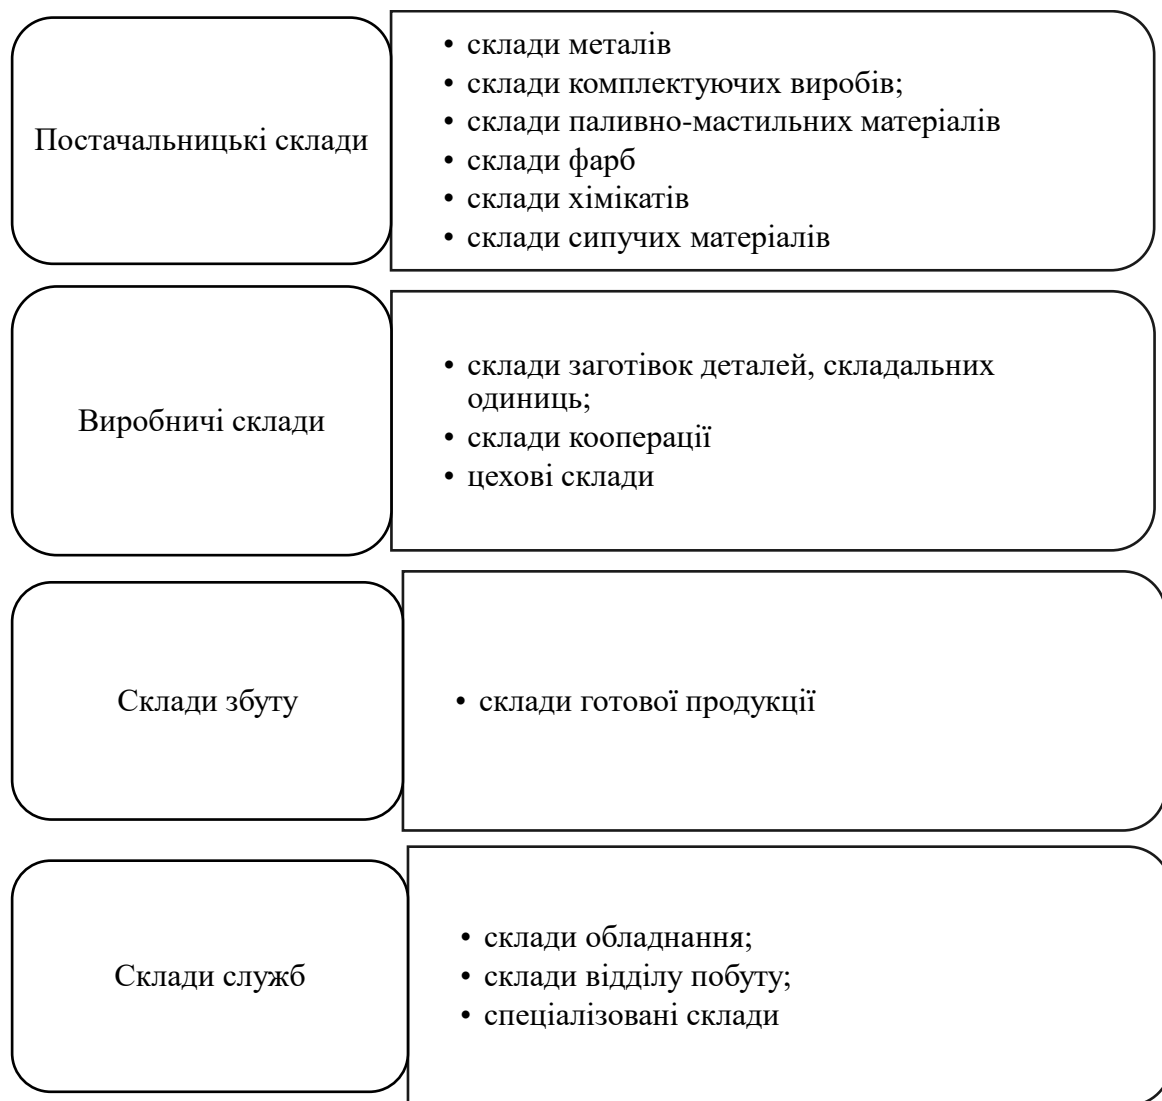 Постачальницькі склади
• склади металів
• склади комплектуючих виробів;
• склади паливно-мастильних матеріалів
• склади фарб
• склади хімікатів
• склади сипучих матеріалів
Виробничі склади
• склади заготівок деталей, складальних
одиниць;
• склади кооперації
• цехові склади
Склади збуту
• склади готової продукції
Склади служб
• склади обладнання;
• склади відділу побуту;
• спеціалізовані склади